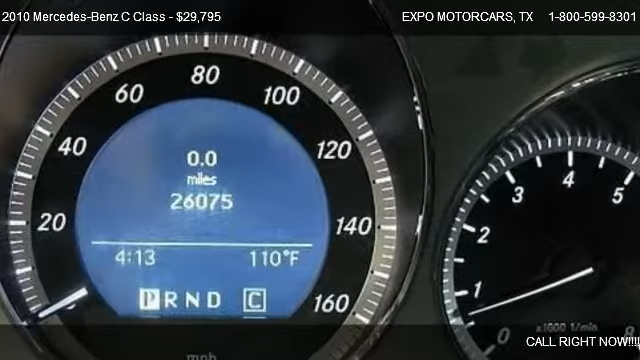 2010 Mercedes-Benz C Class - $29,795
EXPO MOTORCARS, TX 1-800-599-8301
20
40
60
80
100
120
140
160
0.0
miles
26075
4:13 110°F
P R N D C
mph
0
1
2
3
4
5
8
x1000 1/min
CALL RIGHT NOW!!!